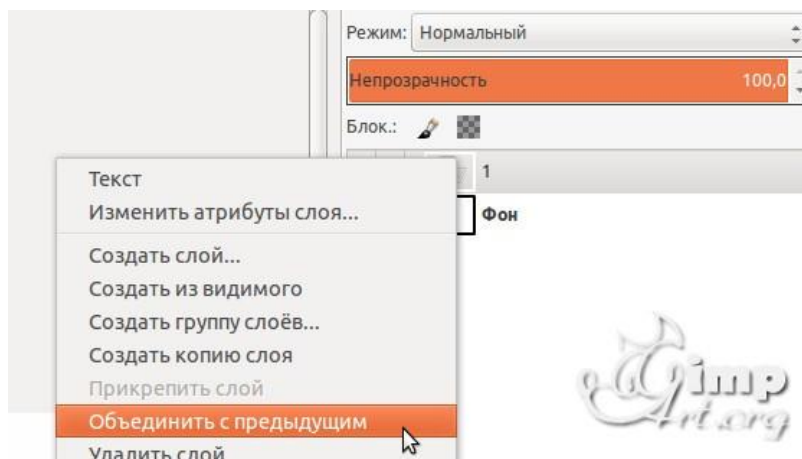 Режим: Нормальный
Непрозрачность 100,0
Блок.:
1
Фон
Текст
Изменить атрибуты слоя...
Создать слой...
Создать из видимого
Создать группу слоёв...
Создать копию слоя
Прикрепить слой
Объединить с предыдущим
Удалить слой
Gimp
Art.org